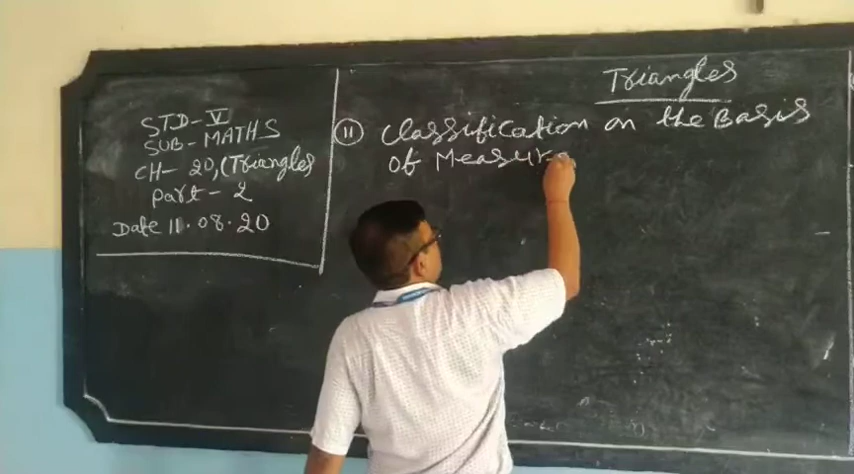 STD-V
SUB-MATHS
CH-20, (Triangles
Part-2
Date 11.08.20
Triangles
(11) Classification on the Basis
of Measure